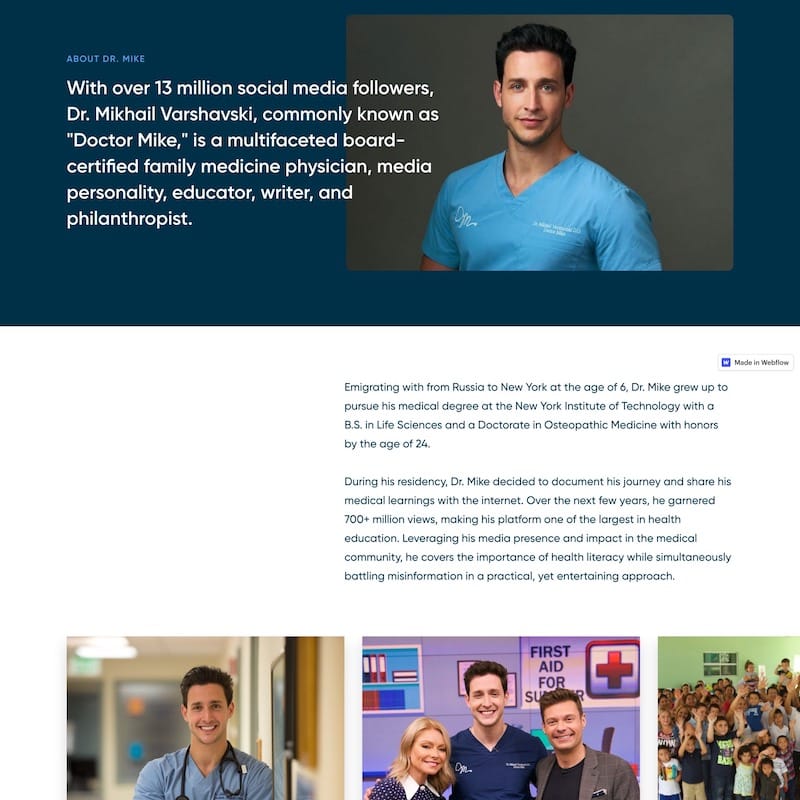 ABOUT DR. MIKE
With over 13 million social media followers,
Dr. Mikhail Varshavski, commonly known as
"Doctor Mike," is a multifaceted board-
certified family medicine physician, media
personality, educator, writer, and
philanthropist.
Dr. Mikhail Varshavski D.O.
Doctor Mike
Made in Webflow
Emigrating with from Russia to New York at the age of 6, Dr. Mike grew up to
pursue his medical degree at the New York Institute of Technology with a
B.S. in Life Sciences and a Doctorate in Osteopathic Medicine with honors
by the age of 24.
During his residency, Dr. Mike decided to document his journey and share his
medical learnings with the internet. Over the next few years, he garnered
700+ million views, making his platform one of the largest in health
education. Leveraging his media presence and impact in the medical
community, he covers the importance of health literacy while simultaneously
battling misinformation in a practical, yet entertaining approach.
FIRST
AID
FOR